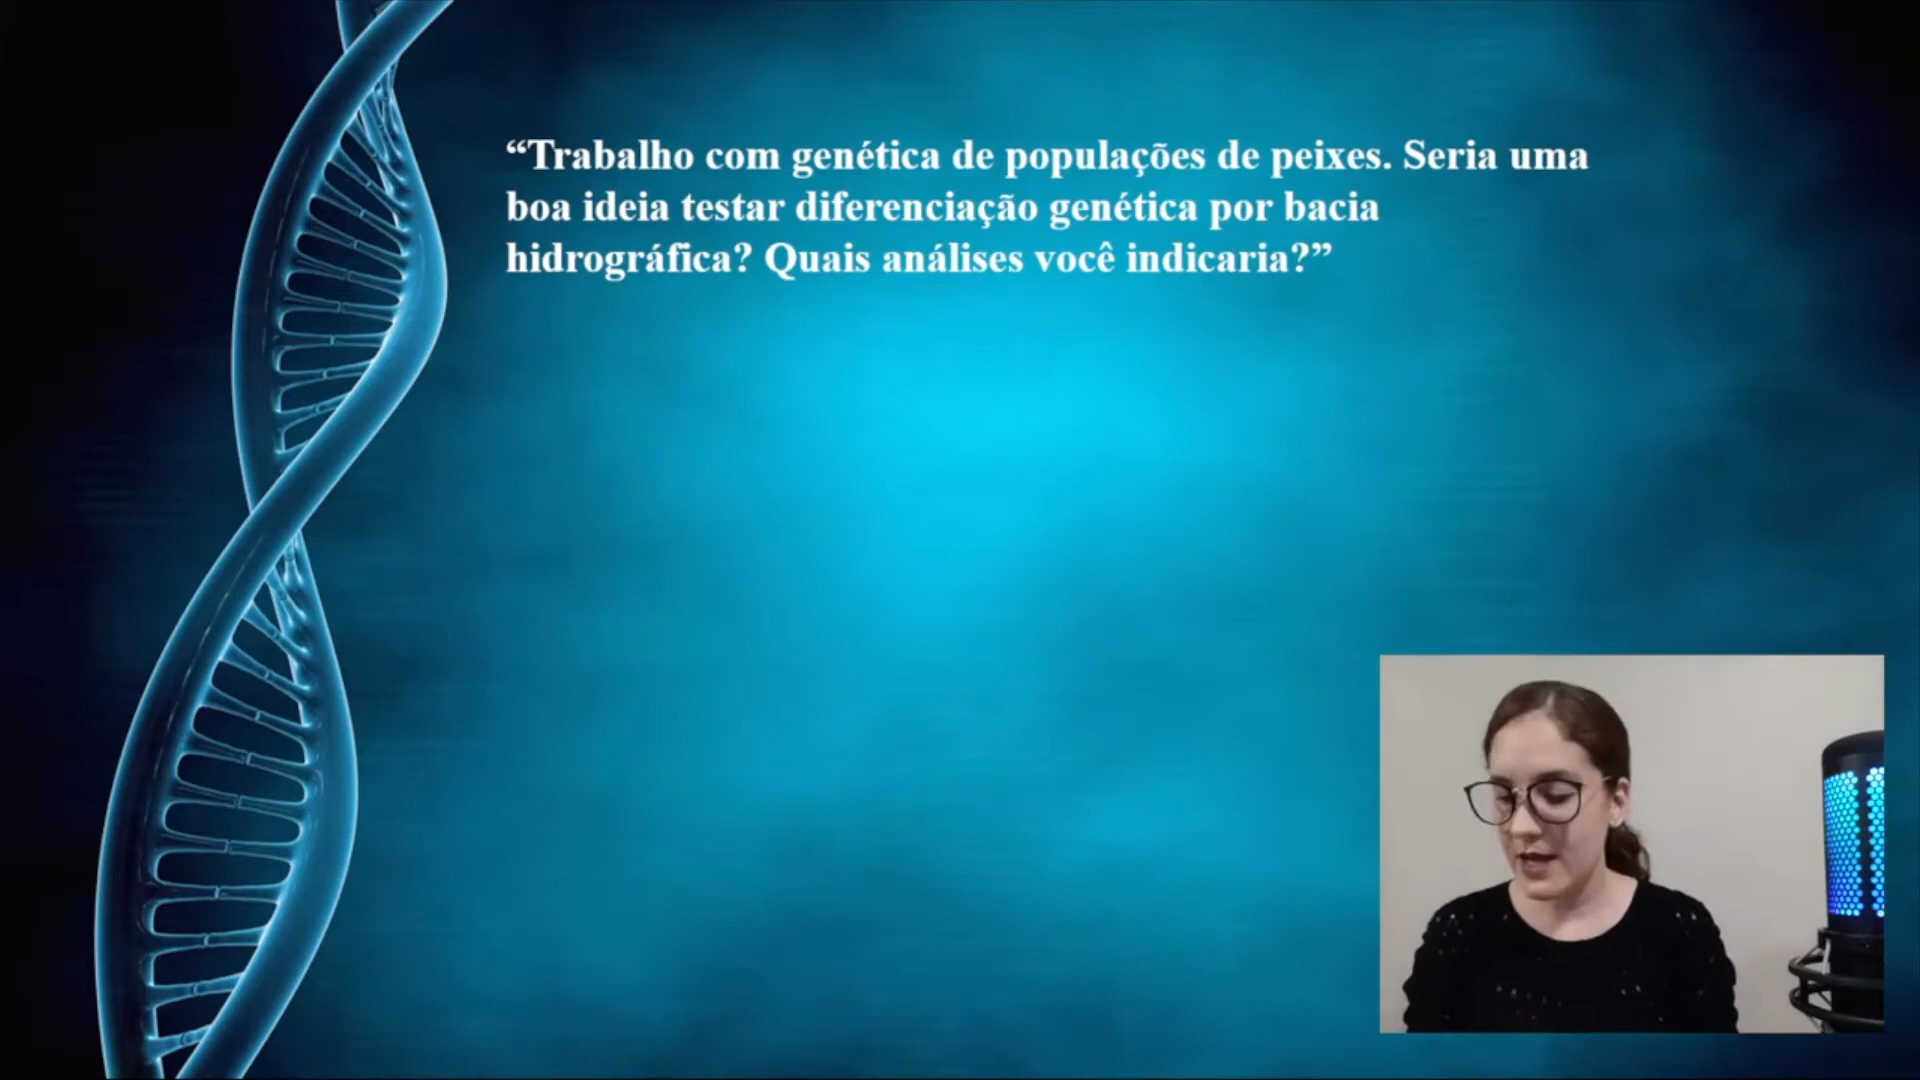 “Trabalho com genética de populações de peixes. Seria uma
boa ideia testar diferenciação genética por bacia
hidrográfica? Quais análises você indicaria?”